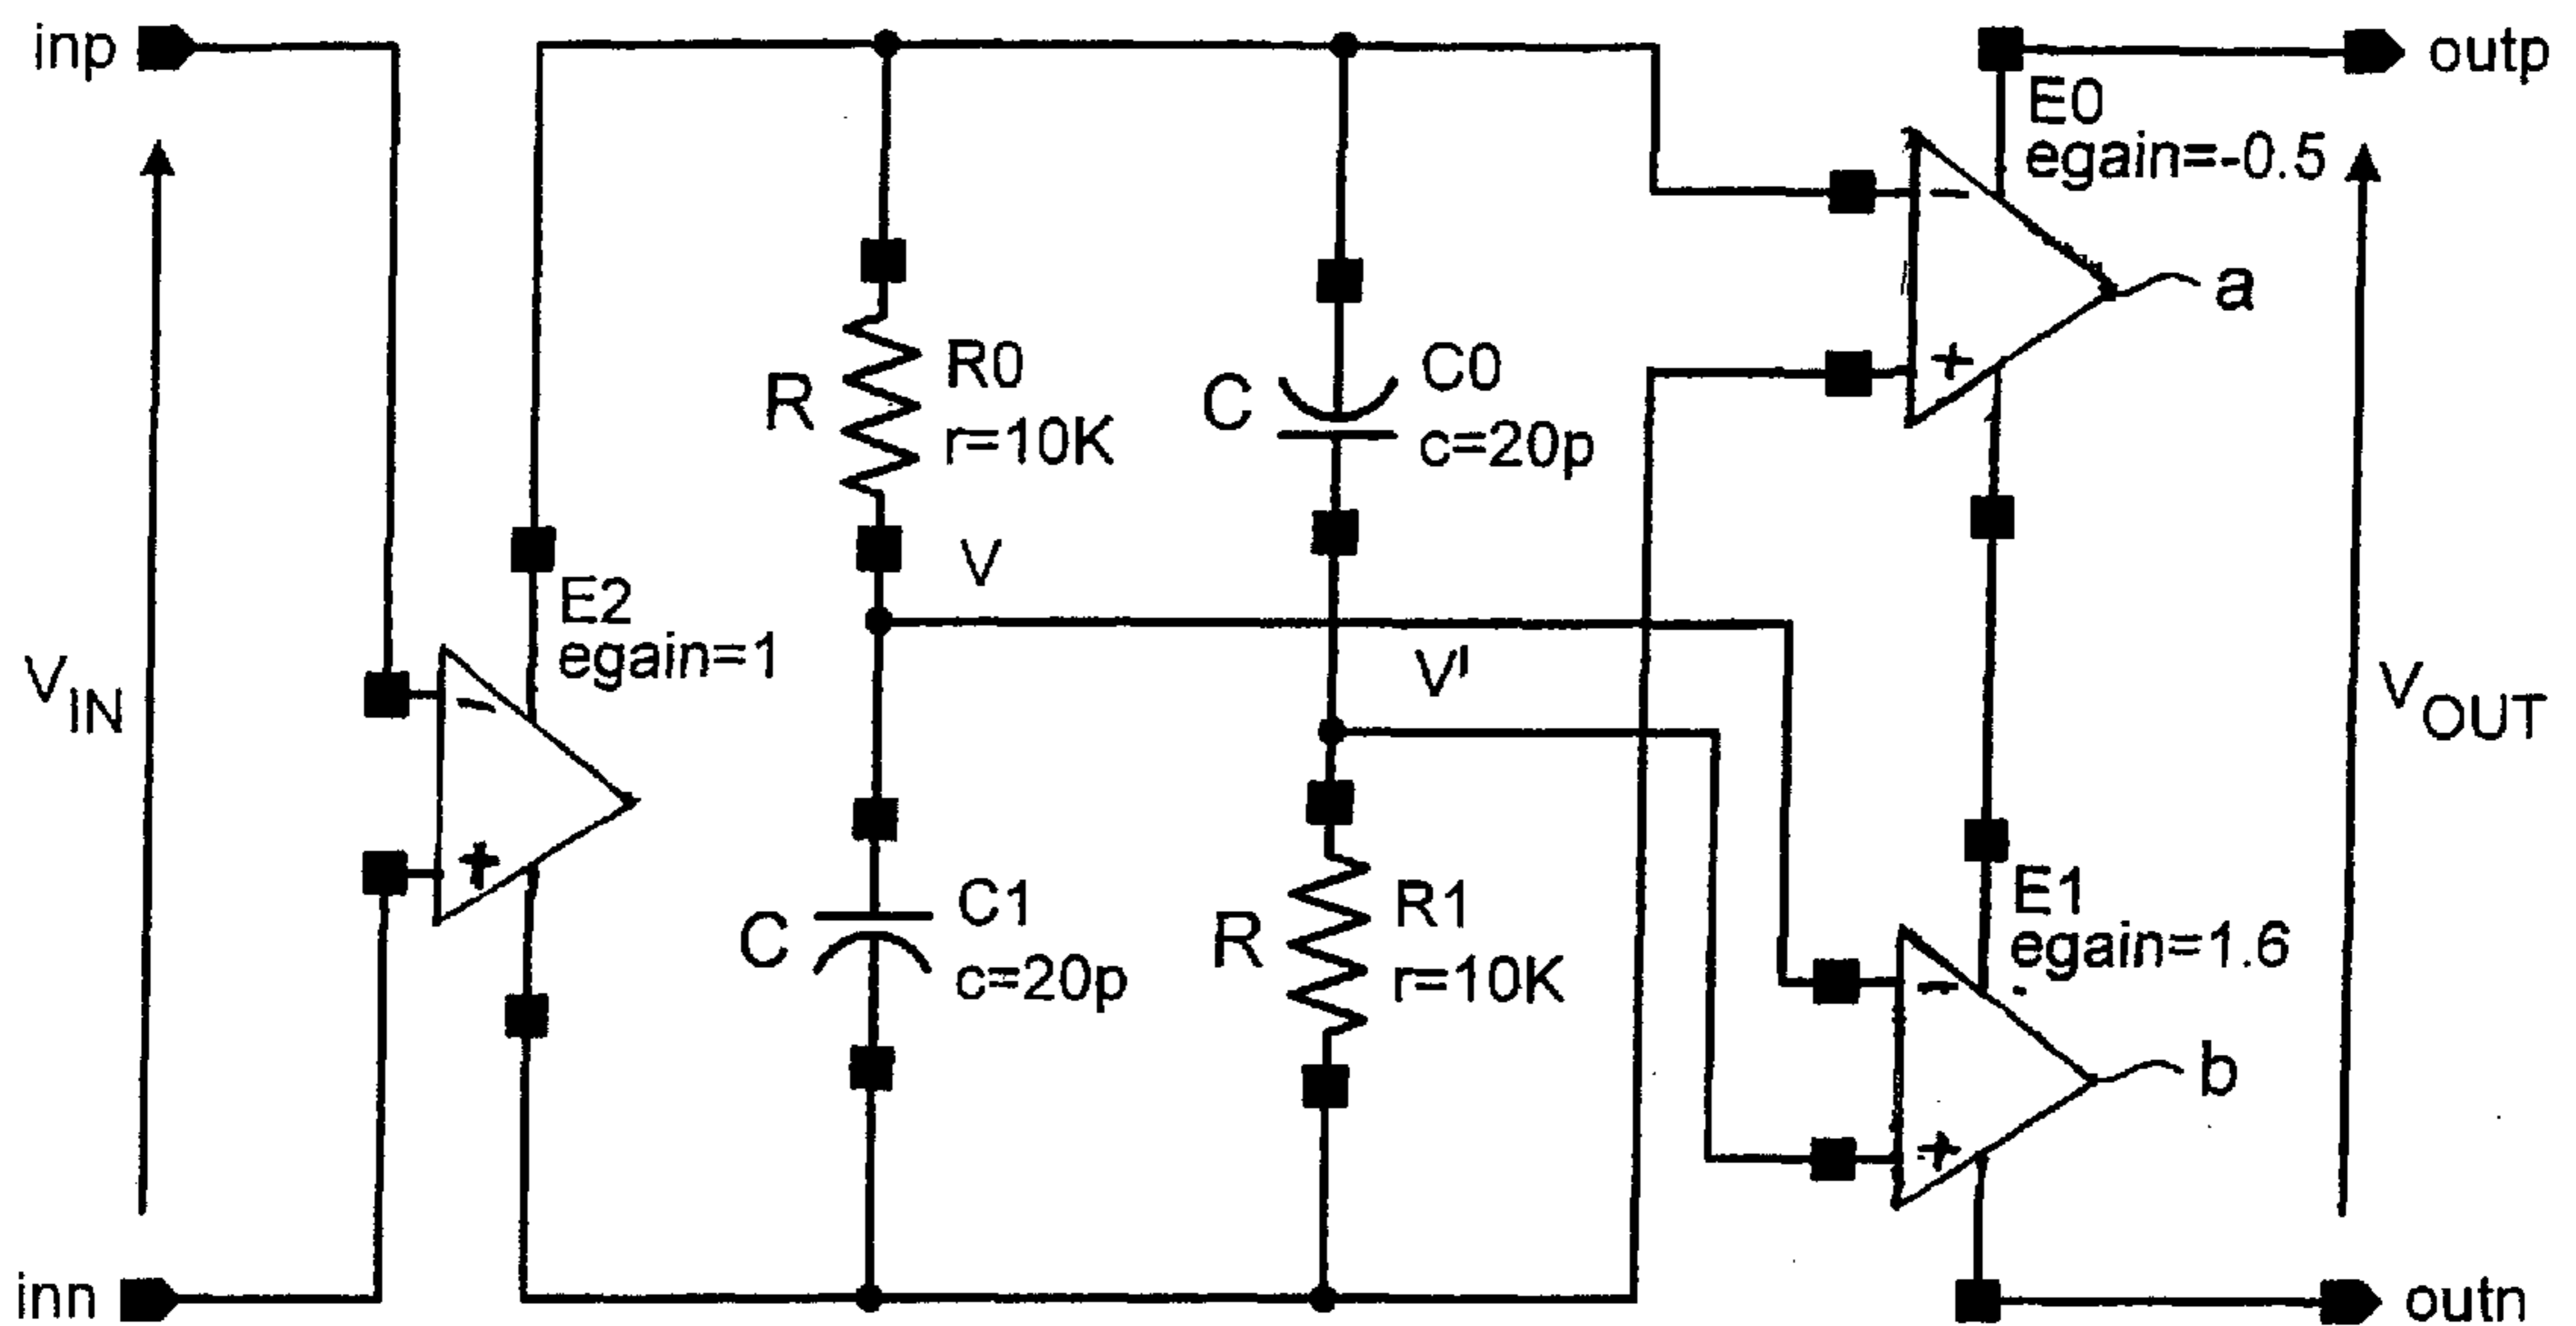 inp
outp
E0
egain=-0.5
−
a
R
R0
r=10K
C
C0
c=20p
+
V
E2
egain=1
V'
VIN
VOUT
−
+
E1
egain=1.6
C
C1
c=20p
R
R1
r=10K
−
b
+
inn
outn